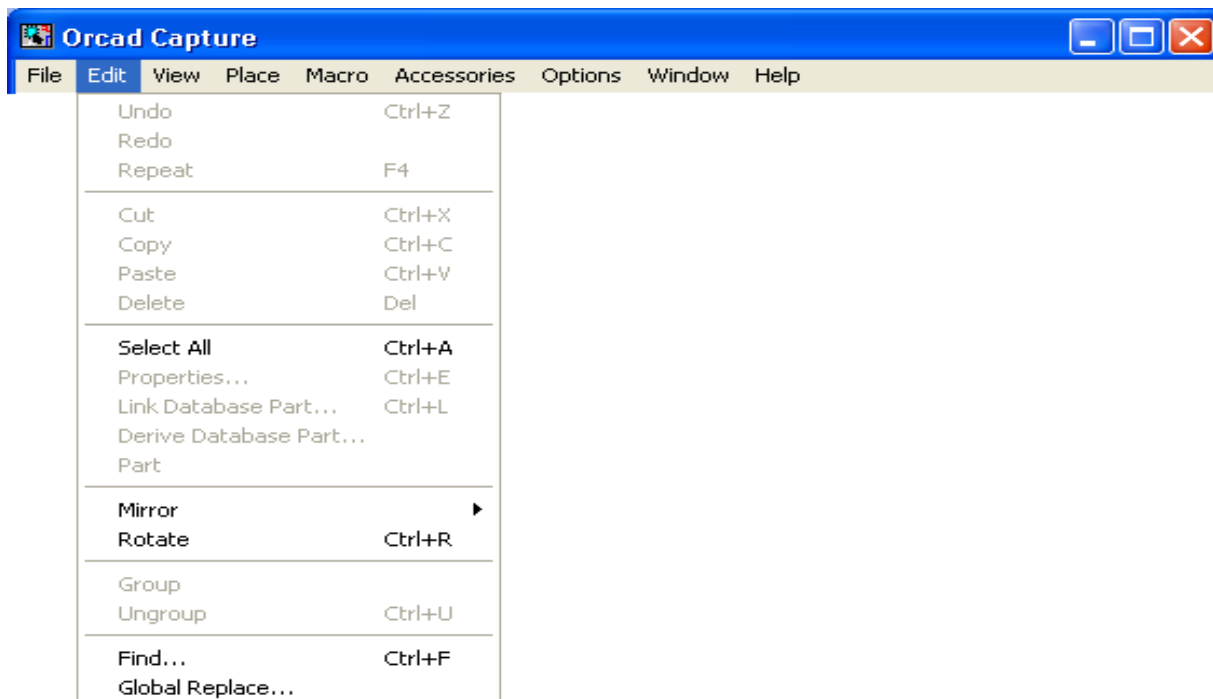 Orcad Capture
File Edit View Place Macro Accessories Options Window Help
Undo Ctrl+Z
Redo
Repeat F4
Cut Ctrl+X
Copy Ctrl+C
Paste Ctrl+V
Delete Del
Select All Ctrl+A
Properties... Ctrl+E
Link Database Part... Ctrl+L
Derive Database Part...
Part
Mirror
Rotate Ctrl+R
Group
Ungroup Ctrl+U
Find... Ctrl+F
Global Replace...